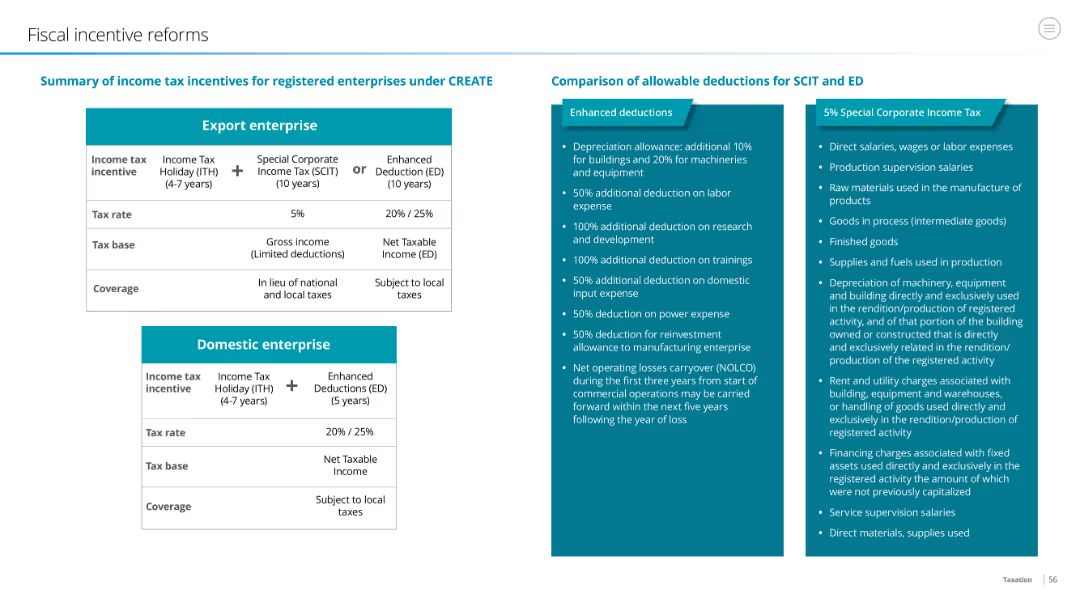 Fiscal incentive reforms
Summary of income tax incentives for registered enterprises under CREATE
Export enterprise
Income tax
incentive
Income Tax
Holiday (ITH)
(4-7 years)
+
Special Corporate
Income Tax (SCIT)
(10 years)
or
Enhanced
Deduction (ED)
(10 years)
Tax rate
5%
20% / 25%
Tax base
Gross income
(Limited deductions)
Net Taxable
Income (ED)
Coverage
In lieu of national
and local taxes
Subject to local
taxes
Domestic enterprise
Income tax
incentive
Income Tax
Holiday (ITH)
(4-7 years)
+
Enhanced
Deductions (ED)
(5 years)
Tax rate
20% / 25%
Tax base
Net Taxable
Income
Coverage
Subject to local
taxes
Comparison of allowable deductions for SCIT and ED
Enhanced deductions
• Depreciation allowance: additional 10%
for buildings and 20% for machineries
and equipment
• 50% additional deduction on labor
expense
• 100% additional deduction on research
and development
• 100% additional deduction on trainings
• 50% additional deduction on domestic
input expense
• 50% deduction on power expense
• 50% deduction for reinvestment
allowance to manufacturing enterprise
• Net operating losses carryover (NOLCO)
during the first three years from start of
commercial operations may be carried
forward within the next five years
following the year of loss
5% Special Corporate Income Tax
• Direct salaries, wages or labor expenses
• Production supervision salaries
• Raw materials used in the manufacture of
products
• Goods in process (intermediate goods)
• Finished goods
• Supplies and fuels used in production
• Depreciation of machinery, equipment
and building directly and exclusively used
in the rendition/production of registered
activity, and of that portion of the building
owned or constructed that is directly
and exclusively related in the rendition/
production of the registered activity
• Rent and utility charges associated with
building, equipment and warehouses,
or handling of goods used directly and
exclusively in the rendition/production of
registered activity
• Financing charges associated with fixed
assets used directly and exclusively in the
registered activity the amount of which
were not previously capitalized
• Service supervision salaries
• Direct materials, supplies used
Taxation | 56